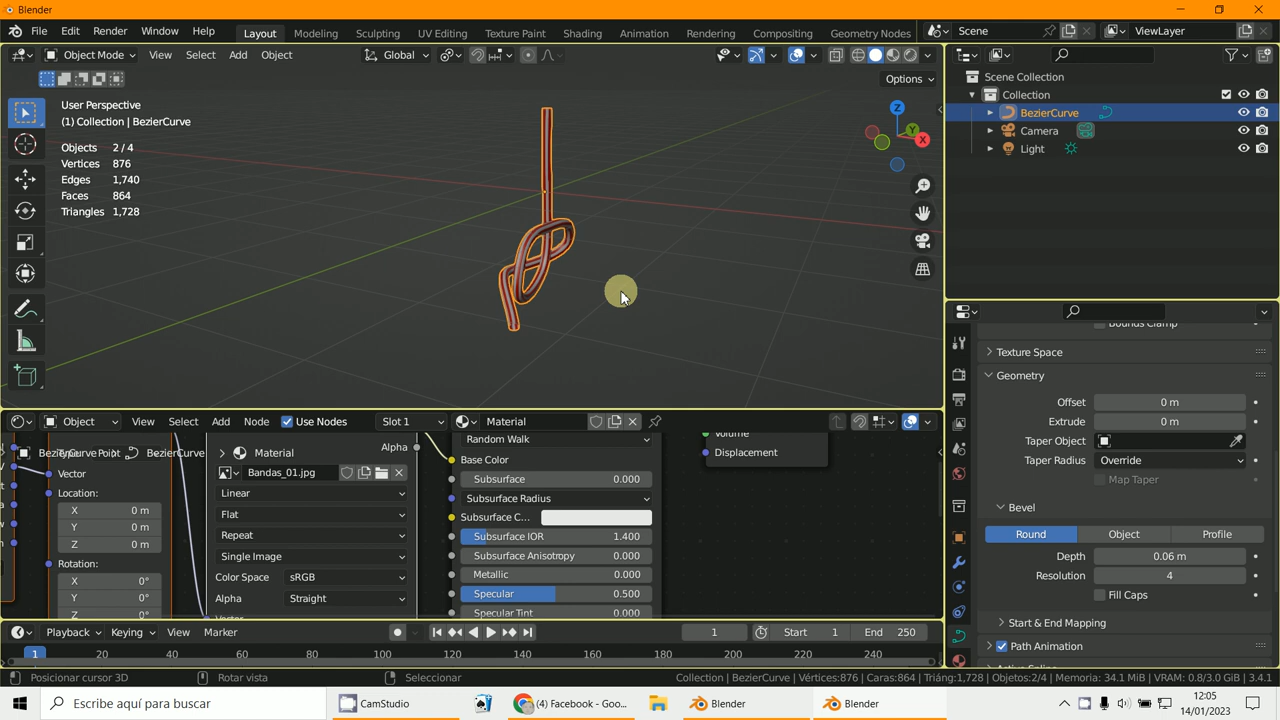 Blender
File Edit Render Window Help Layout Modeling Sculpting UV Editing Texture Paint Shading Animation Rendering Compositing Geometry Nodes Scene ViewLayer
Object Mode View Select Add Object Global
Options
User Perspective
(1) Collection | BezierCurve
Objects 2/4
Vertices 876
Edges 1,740
Faces 864
Triangles 1,728
Z
Y
X
Scene Collection
Collection
BezierCurve
Camera
Light
Bounds Clamp
Texture Space
Geometry
Offset 0 m
Extrude 0 m
Taper Object
Taper Radius Override
Map Taper
Bevel
Round Object Profile
Depth 0.06 m
Resolution 4
Fill Caps
Start & End Mapping
Path Animation
Object View Select Add Node Use Nodes Slot 1 Material
BezierCurve
BezierCurve
Material
Vector
Location:
X 0 m
Y 0 m
Z 0 m
Rotation:
X 0°
Y 0°
Z 0°
Alpha
Material
Bandas_01.jpg
Linear
Flat
Repeat
Single Image
Color Space sRGB
Alpha Straight
Random Walk
Base Color
Subsurface 0.000
Subsurface Radius
Subsurface C...
Subsurface IOR 1.400
Subsurface Anisotropy 0.000
Metallic 0.000
Specular 0.500
Specular Tint 0.000
Volume
Displacement
Playback Keying View Marker 1 Start 1 End 250
1 20 40 60 80 100 120 140 160 180 200 220 240
Posicionar cursor 3D Rotar vista Seleccionar Collection | BezierCurve | Vértices:876 | Caras:864 | Triáng:1,728 | Objetos:2/4 | Memoria: 34.1 MiB | VRAM: 0.8/3.0 GiB | 3.4.1
Escribe aquí para buscar CamStudio (4) Facebook - Goo... Blender Blender 12:05
14/01/2023